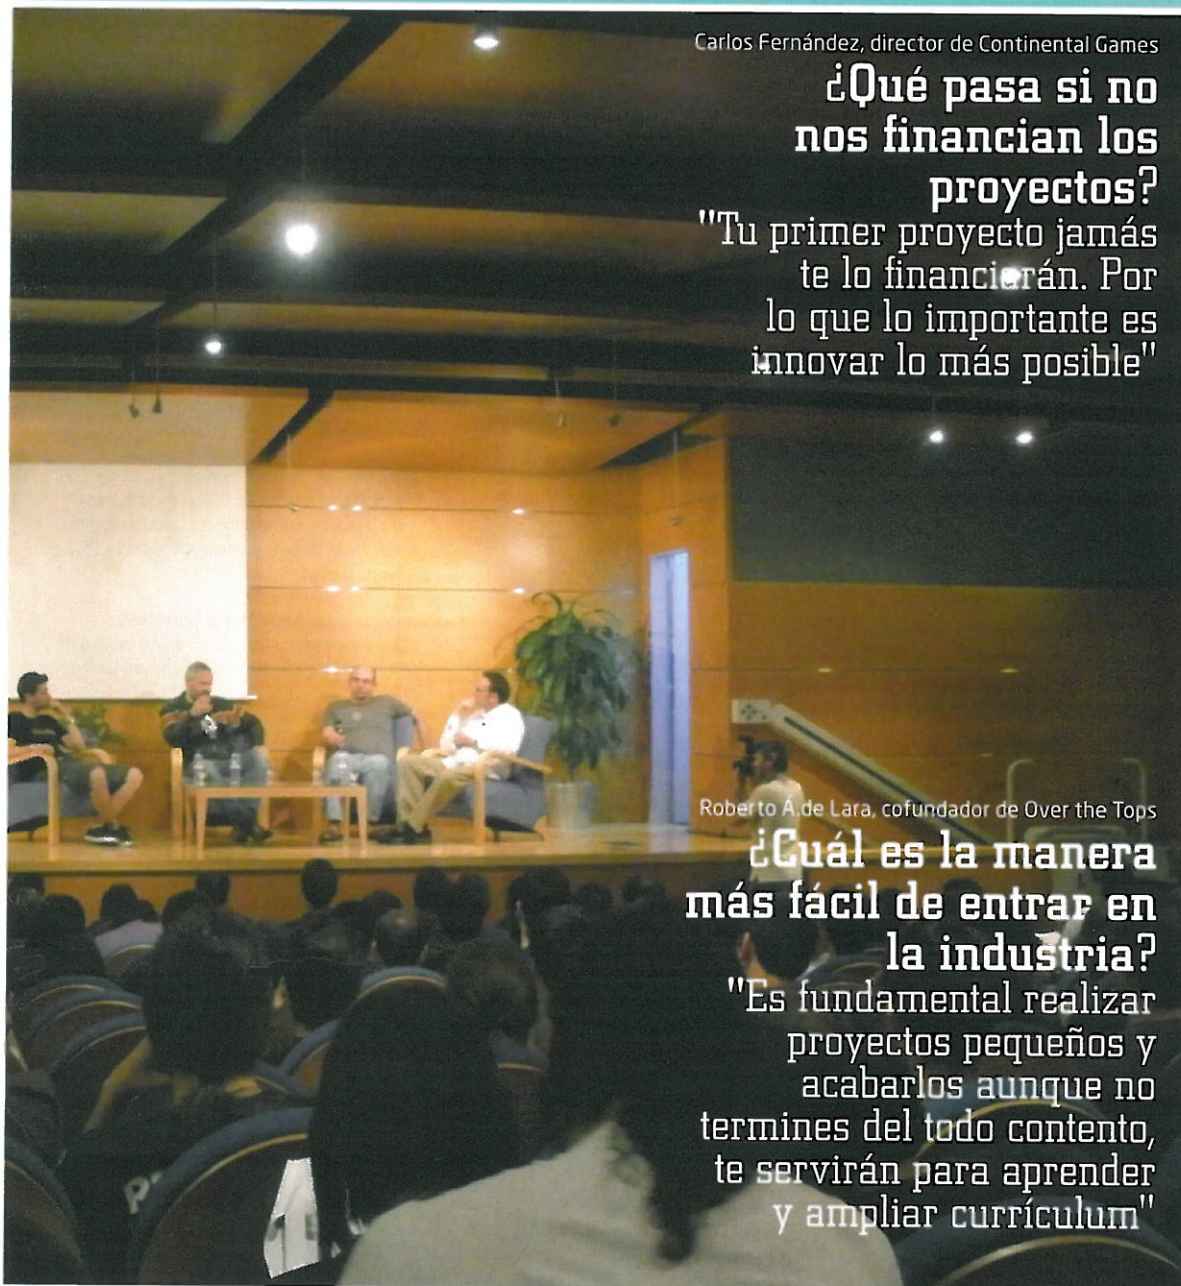 Carlos Fernández, director de Continental Games
¿Qué pasa si no
nos financian los
proyectos?
"Tu primer proyecto jamás
te lo financiarán. Por
lo que lo importante es
innovar lo más posible"
Roberto Á.de Lara, cofundador de Over the Tops
¿Cuál es la manera
más fácil de entrar en
la industria?
"Es fundamental realizar
proyectos pequeños y
acabarlos aunque no
termines del todo contento,
te servirán para aprender
y ampliar currículum"